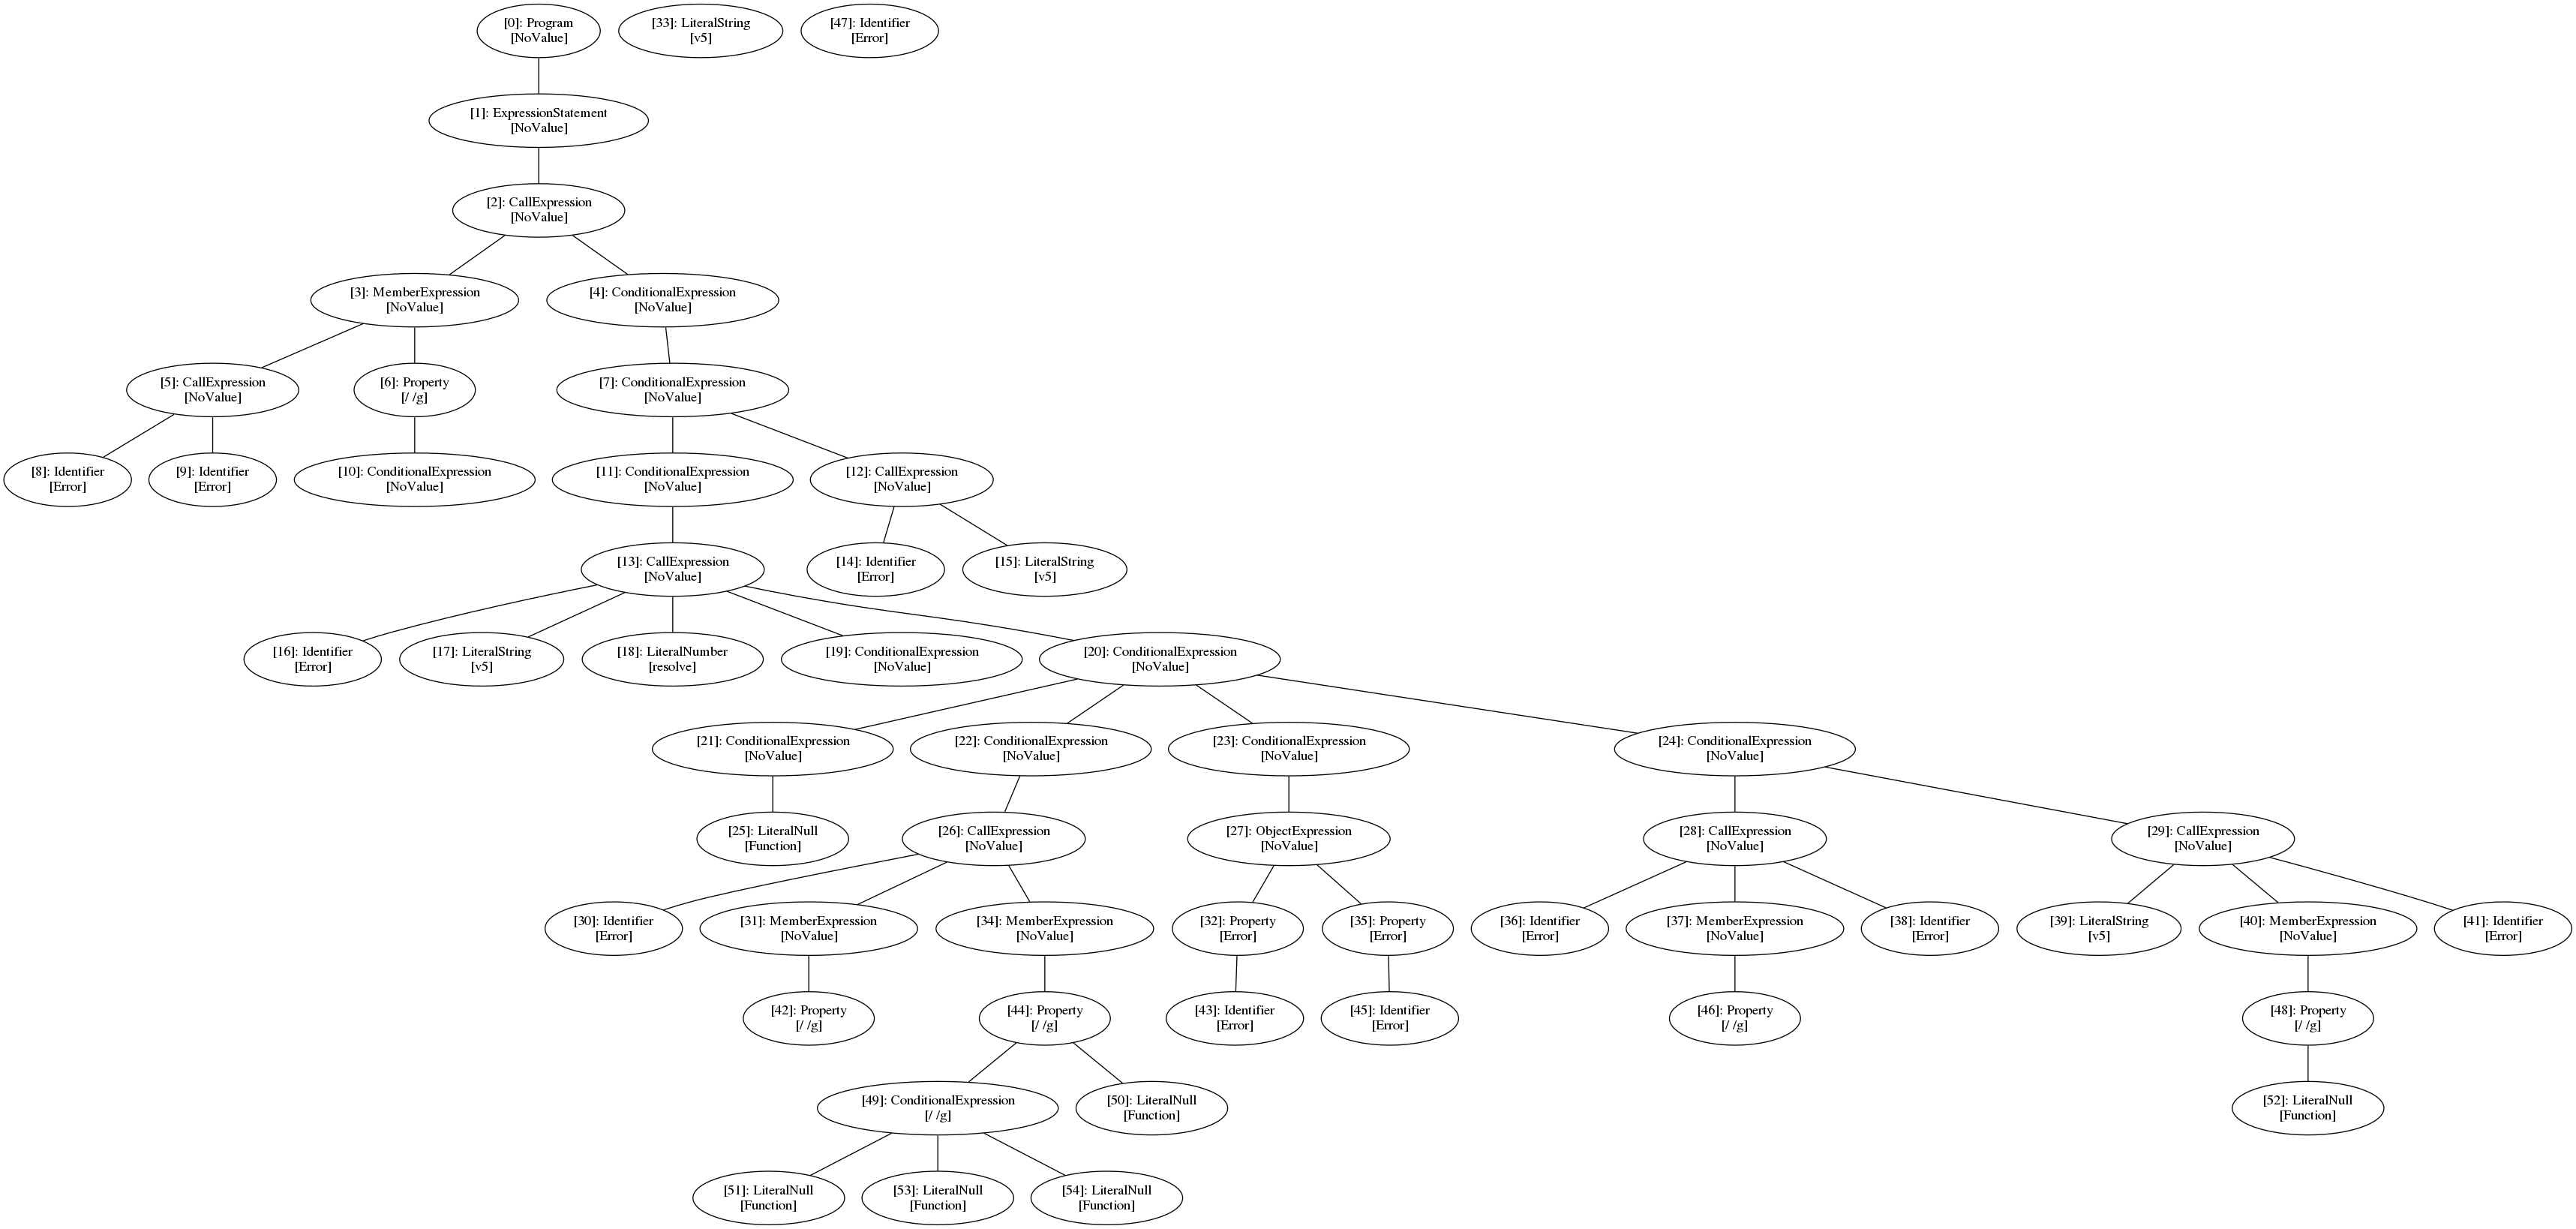 [0]: Program
[NoValue]
[33]: LiteralString
[v5]
[47]: Identifier
[Error]
[1]: ExpressionStatement
[NoValue]
[2]: CallExpression
[NoValue]
[3]: MemberExpression
[NoValue]
[4]: ConditionalExpression
[NoValue]
[5]: CallExpression
[NoValue]
[6]: Property
[/ /g]
[7]: ConditionalExpression
[NoValue]
[8]: Identifier
[Error]
[9]: Identifier
[Error]
[10]: ConditionalExpression
[NoValue]
[11]: ConditionalExpression
[NoValue]
[12]: CallExpression
[NoValue]
[13]: CallExpression
[NoValue]
[14]: Identifier
[Error]
[15]: LiteralString
[v5]
[16]: Identifier
[Error]
[17]: LiteralString
[v5]
[18]: LiteralNumber
[resolve]
[19]: ConditionalExpression
[NoValue]
[20]: ConditionalExpression
[NoValue]
[21]: ConditionalExpression
[NoValue]
[22]: ConditionalExpression
[NoValue]
[23]: ConditionalExpression
[NoValue]
[24]: ConditionalExpression
[NoValue]
[25]: LiteralNull
[Function]
[26]: CallExpression
[NoValue]
[27]: ObjectExpression
[NoValue]
[28]: CallExpression
[NoValue]
[29]: CallExpression
[NoValue]
[30]: Identifier
[Error]
[31]: MemberExpression
[NoValue]
[34]: MemberExpression
[NoValue]
[32]: Property
[Error]
[35]: Property
[Error]
[36]: Identifier
[Error]
[37]: MemberExpression
[NoValue]
[38]: Identifier
[Error]
[39]: LiteralString
[v5]
[40]: MemberExpression
[NoValue]
[41]: Identifier
[Error]
[42]: Property
[/ /g]
[44]: Property
[/ /g]
[43]: Identifier
[Error]
[45]: Identifier
[Error]
[46]: Property
[/ /g]
[48]: Property
[/ /g]
[49]: ConditionalExpression
[/ /g]
[50]: LiteralNull
[Function]
[52]: LiteralNull
[Function]
[51]: LiteralNull
[Function]
[53]: LiteralNull
[Function]
[54]: LiteralNull
[Function]